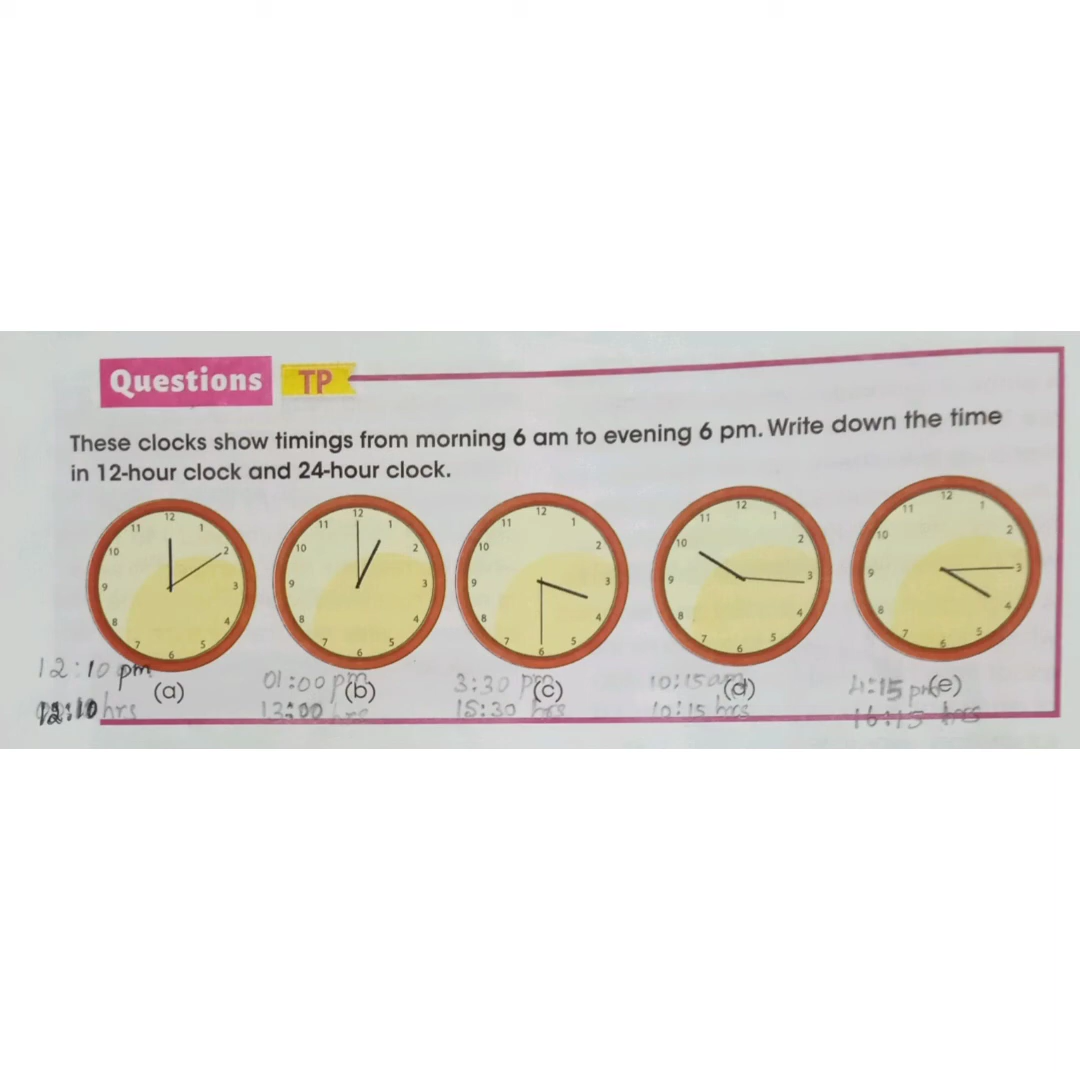 Questions TP
These clocks show timings from morning 6 am to evening 6 pm. Write down the time
in 12-hour clock and 24-hour clock.
12 1 2 3 4 5 6 7 8 9 10 11
12 1 2 3 4 5 6 7 8 9 10 11
12 1 2 3 4 5 6 7 8 9 10 11
12 1 2 3 4 5 6 7 8 9 10 11
12 1 2 3 4 5 6 7 8 9 10 11
12:10 pm (a) 01:00 pm (b) 3:30 pm (c) 10:15 am (d) 4:15 pm (e)
12:10 hrs 13:00 hrs 15:30 hrs 10:15 hrs 16:15 hrs